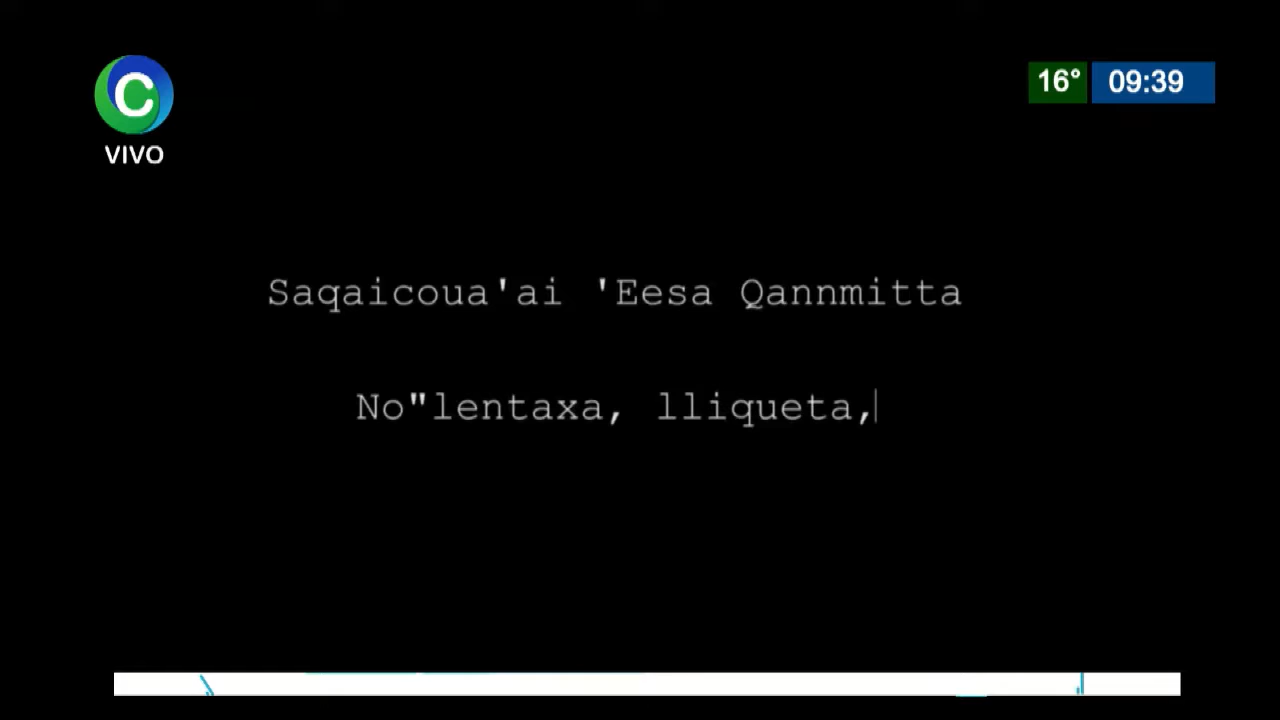 C
VIVO
16° 09:39
Saqaicoua'ai 'Eesa Qannmitta
No"lentaxa, lliqueta,